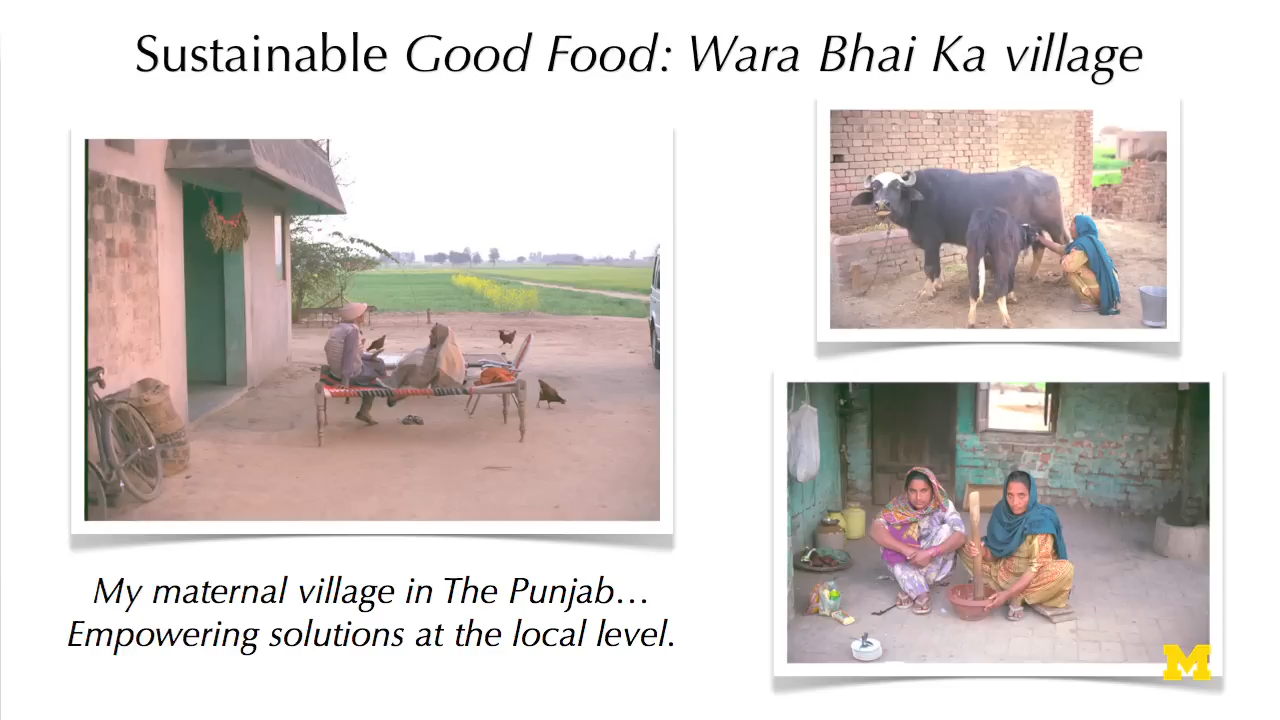 Sustainable Good Food: Wara Bhai Ka village
My maternal village in The Punjab…
Empowering solutions at the local level.
M